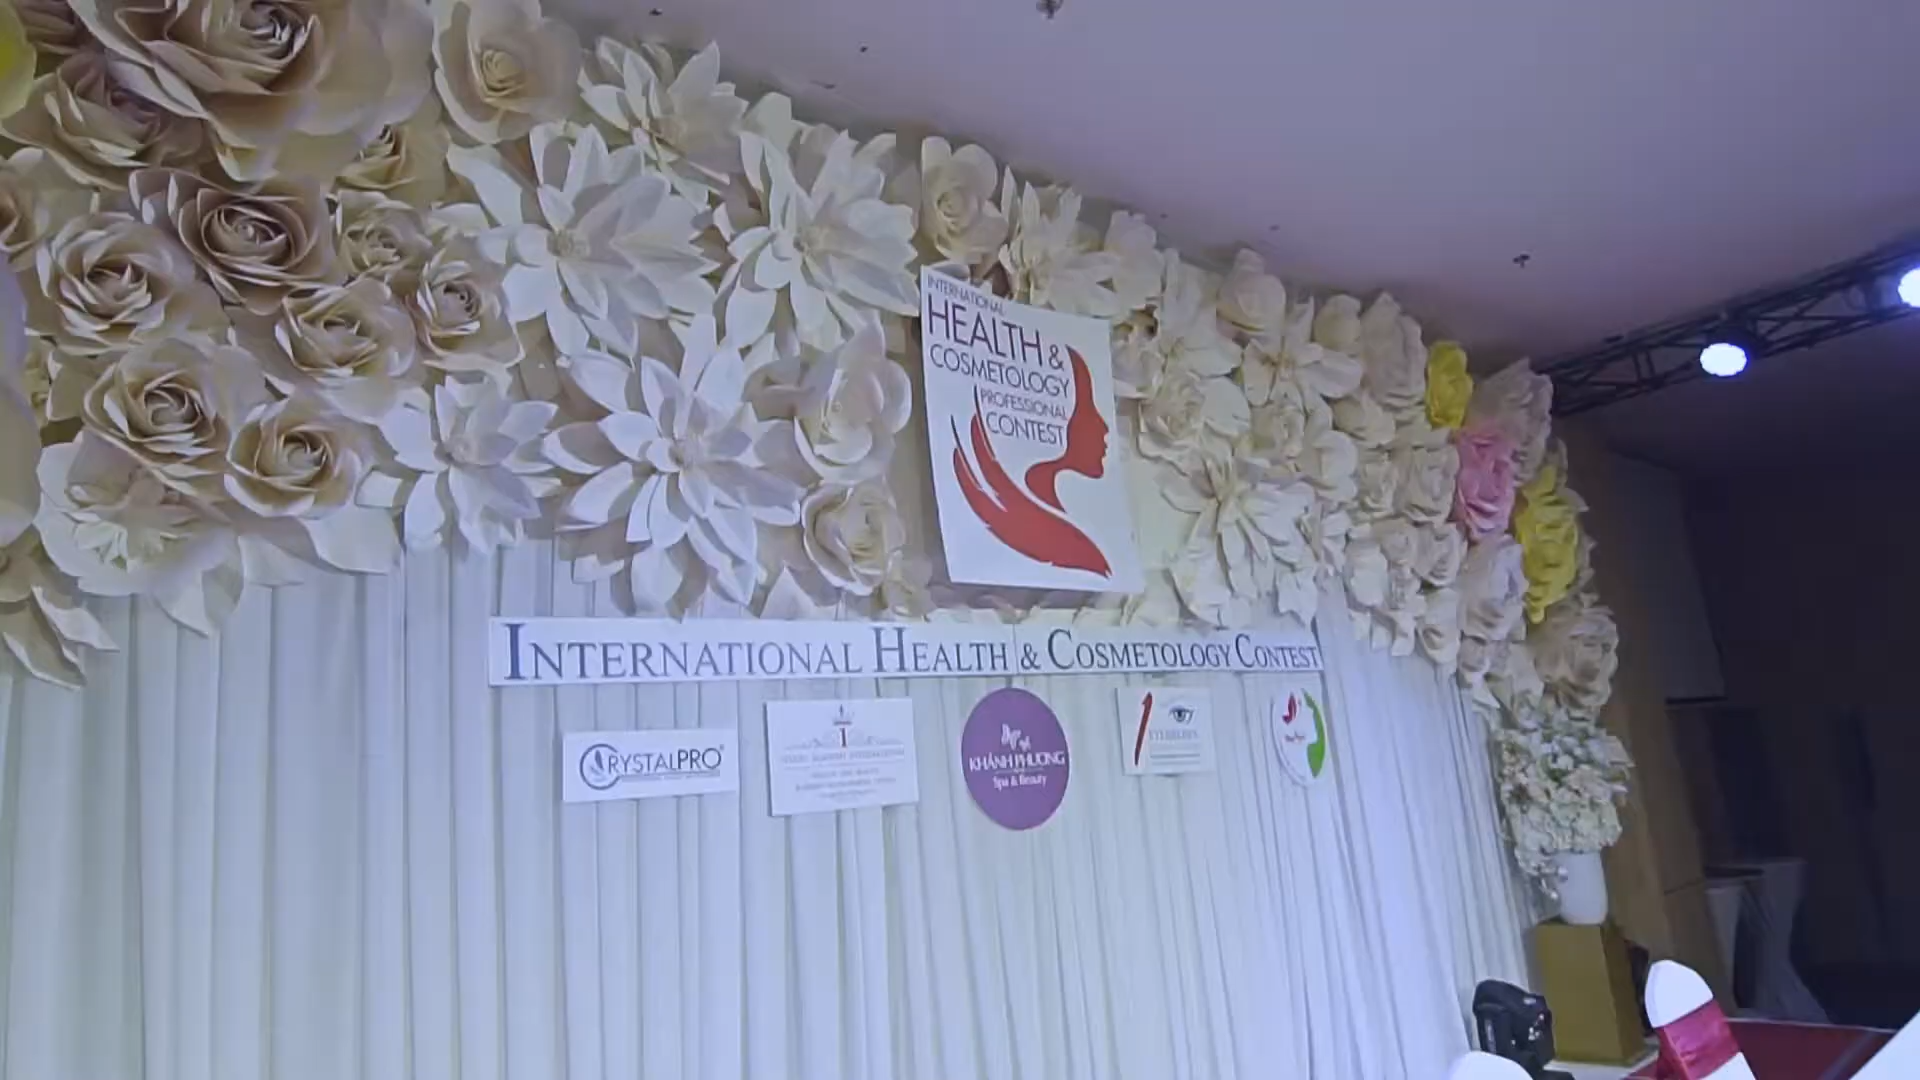 INTERNATIONAL
HEALTH &
COSMETOLOGY
PROFESSIONAL
CONTEST
INTERNATIONAL HEALTH & COSMETOLOGY CONTEST
CRYSTALPRO
KHÁNH PHƯƠNG
Spa & Beauty